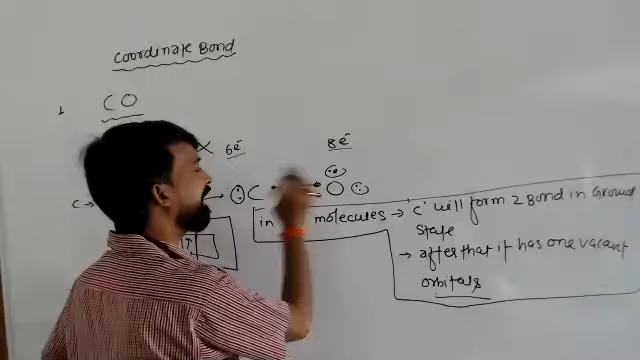 Coordinate Bond
1 CO
X 6e⁻ 8e⁻
C → → C O
in molecules → 'C' will form 2 Bond in Ground
State
→ after that it has one vacant
orbitals